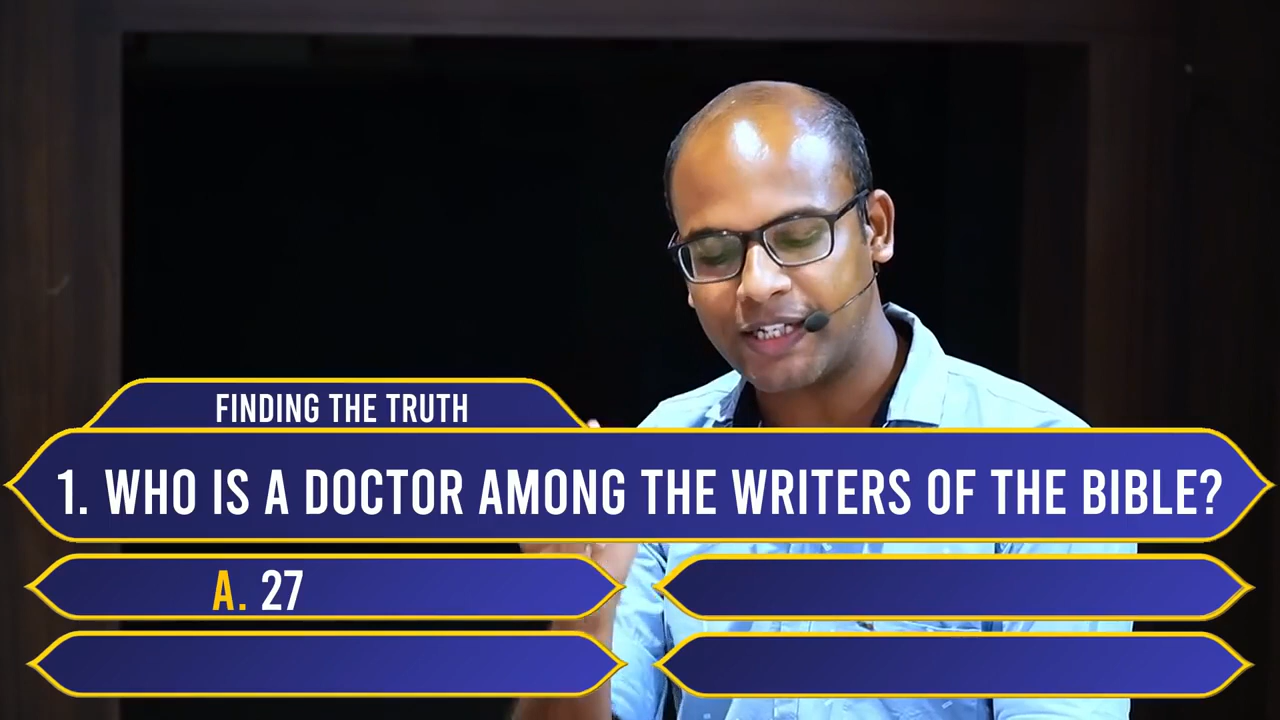 FINDING THE TRUTH
1. WHO IS A DOCTOR AMONG THE WRITERS OF THE BIBLE?
A. 27